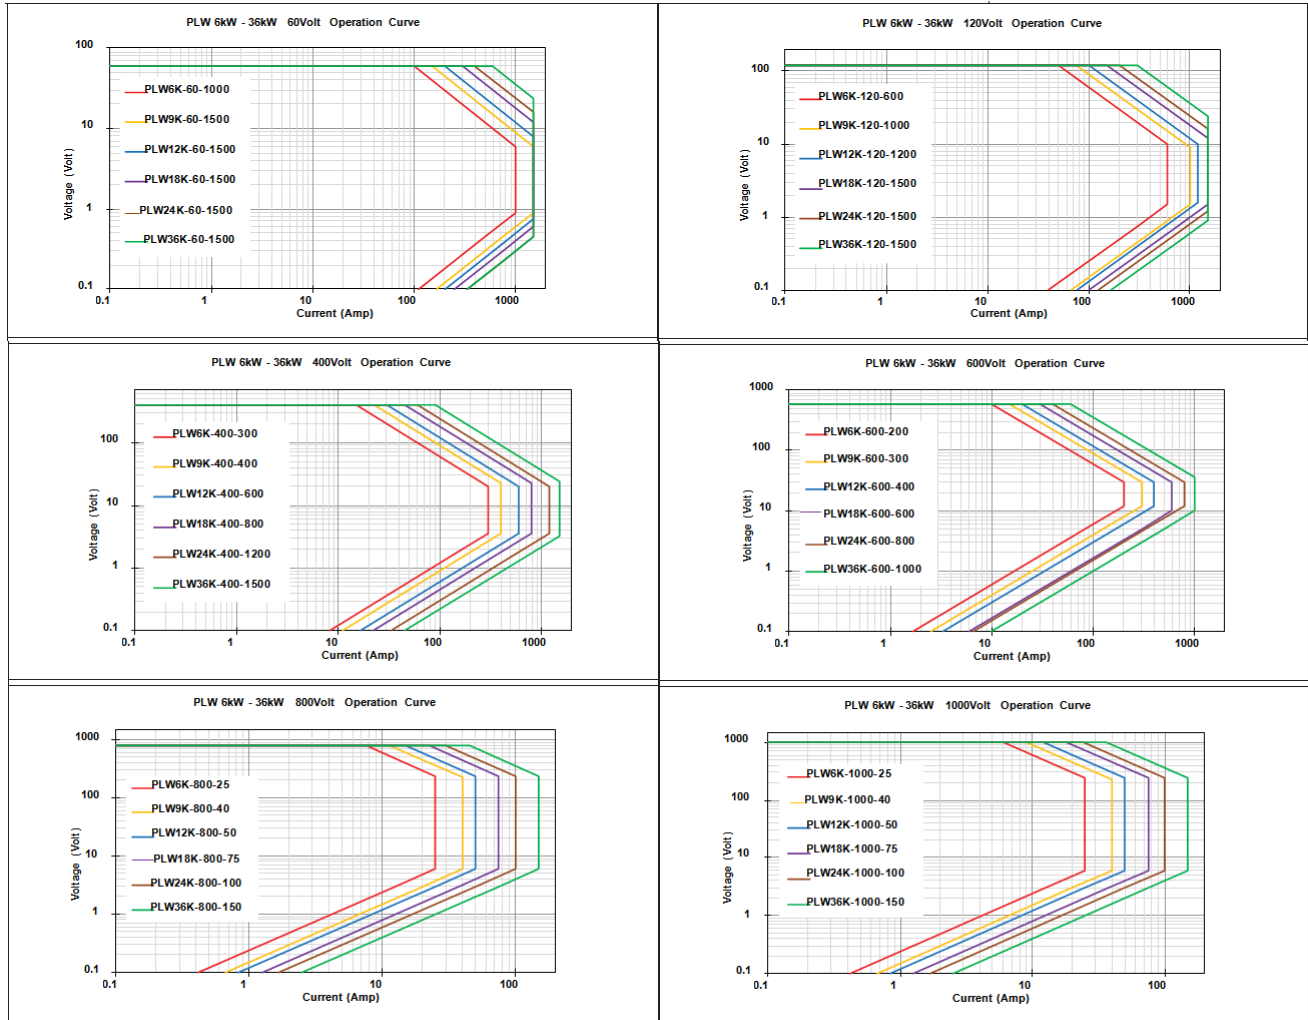 PLW 6kW - 36kW 60Volt Operation Curve
100
10
1
0.1
Voltage (Volt)
PLW6K-60-1000
PLW9K-60-1500
PLW12K-60-1500
PLW18K-60-1500
PLW24K-60-1500
PLW36K-60-1500
0.1 1 10 100 1000
Current (Amp)
PLW 6kW - 36kW 120Volt Operation Curve
100
10
1
0.1
Voltage (Volt)
PLW6K-120-600
PLW9K-120-1000
PLW12K-120-1200
PLW18K-120-1500
PLW24K-120-1500
PLW36K-120-1500
0.1 1 10 100 1000
Current (Amp)
PLW 6kW - 36kW 400Volt Operation Curve
100
10
1
0.1
Voltage (Volt)
PLW6K-400-300
PLW9K-400-400
PLW12K-400-600
PLW18K-400-800
PLW24K-400-1200
PLW36K-400-1500
0.1 1 10 100 1000
Current (Amp)
PLW 6kW - 36kW 600Volt Operation Curve
1000
100
10
1
0.1
Voltage (Volt)
PLW6K-600-200
PLW9K-600-300
PLW12K-600-400
PLW18K-600-600
PLW24K-600-800
PLW36K-600-1000
0.1 1 10 100 1000
Current (Amp)
PLW 6kW - 36kW 800Volt Operation Curve
1000
100
10
1
0.1
Voltage (Volt)
PLW6K-800-25
PLW9K-800-40
PLW12K-800-50
PLW18K-800-75
PLW24K-800-100
PLW36K-800-150
0.1 1 10 100
Current (Amp)
PLW 6kW - 36kW 1000Volt Operation Curve
1000
100
10
1
0.1
Voltage (Volt)
PLW6K-1000-25
PLW9K-1000-40
PLW12K-1000-50
PLW18K-1000-75
PLW24K-1000-100
PLW36K-1000-150
0.1 1 10 100
Current (Amp)